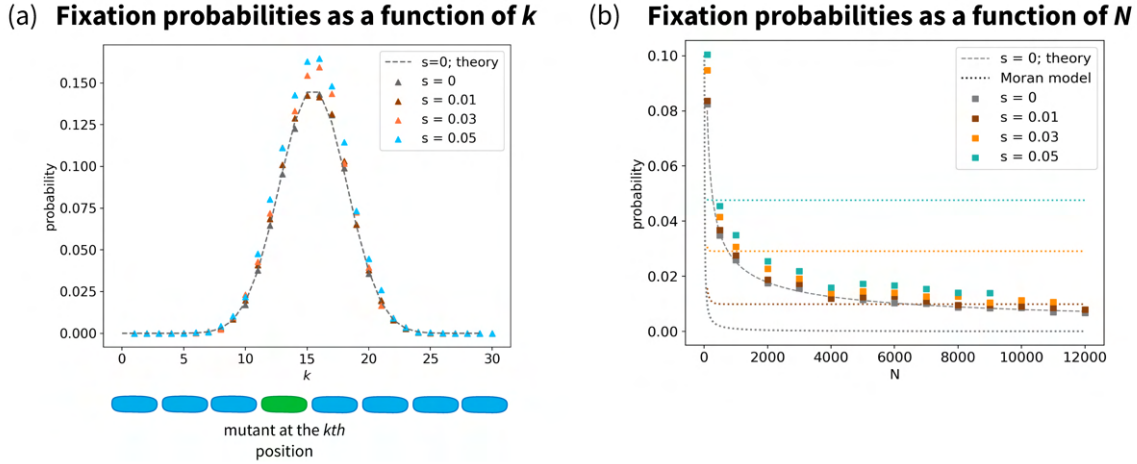 (a) Fixation probabilities as a function of k
0.150
0.125
0.100
0.075
0.050
0.025
0.000
probability
s=0; theory
s = 0
s = 0.01
s = 0.03
s = 0.05
0 5 10 15 20 25 30
k
mutant at the kth
position
(b) Fixation probabilities as a function of N
0.10
0.08
0.06
0.04
0.02
0.00
probability
s = 0; theory
Moran model
s = 0
s = 0.01
s = 0.03
s = 0.05
0 2000 4000 6000 8000 10000 12000
N